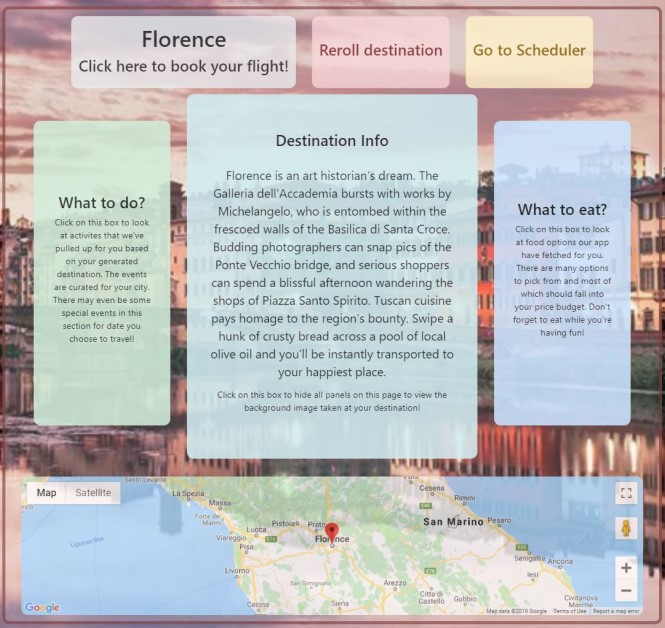 Florence
Click here to book your flight!
Reroll destination
Go to Scheduler
What to do?
Click on this box to look
at activites that we've
pulled up for you based
on your generated
destination. The events
are curated for your city.
There may even be some
special events in this
section for date you
choose to travel!
Destination Info
Florence is an art historian's dream. The
Galleria dell'Accademia bursts with works by
Michelangelo, who is entombed within the
frescoed walls of the Basilica di Santa Croce.
Budding photographers can snap pics of the
Ponte Vecchio bridge, and serious shoppers
can spend a blissful afternoon wandering the
shops of Piazza Santo Spirito. Tuscan cuisine
pays homage to the region's bounty. Swipe a
hunk of crusty bread across a pool of local
olive oil and you'll be instantly transported to
your happiest place.
Click on this box to hide all panels on this page to view the
background image taken at your destination!
What to eat?
Click on this box to look
at food options our app
have fetched for you.
There are many options
to pick from and most of
which should fall into
your price budget. Don't
forget to eat while you're
having fun!
Map
Satellite
Sestri Levante
La Spezia
Massa
Forte dei
Marmi
Viareggio
Lucca
Pistoia
Prato
Florence
Pisa
Ligurian Sea
Livorno
San Gimignano
Cecina
Siena
Arezzo
Città di
Castello
Gubbio
Cesena
Rimini
San Marino
Pesaro
Senigallia
Ancona
Iesi
Civitanova
Marche
E76
E78
E55
Google
Map data ©2019 Google
Terms of Use
Report a map error